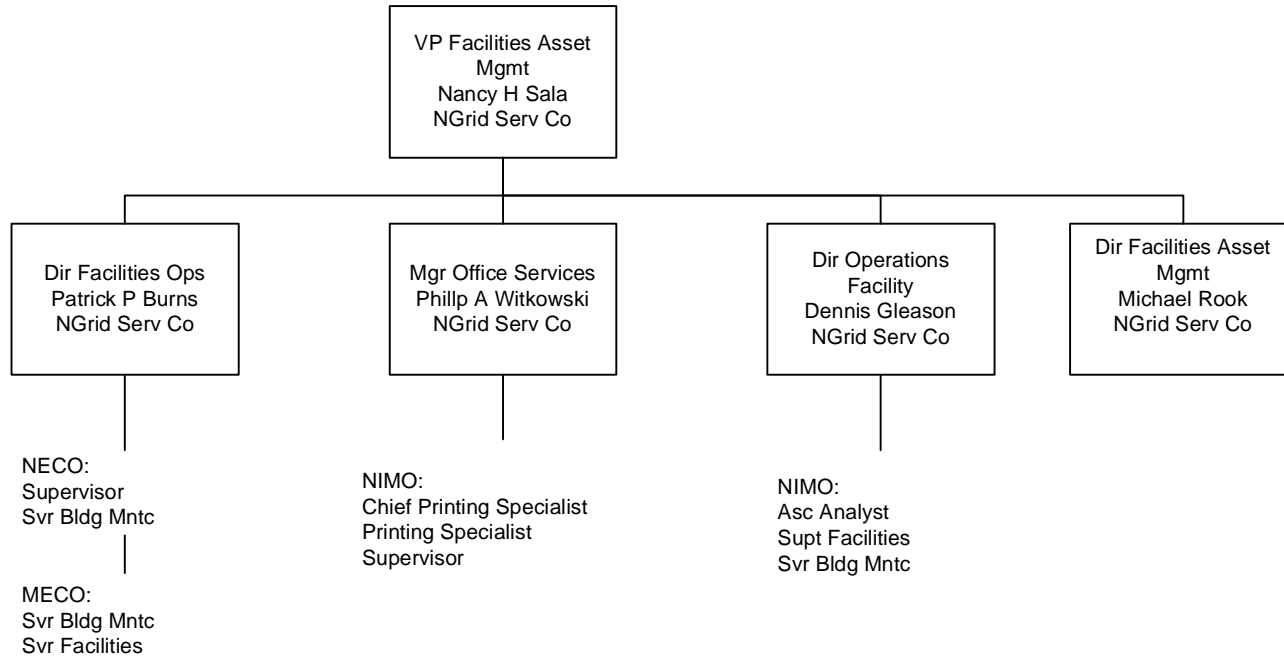 VP Facilities Asset
Mgmt
Nancy H Sala
NGrid Serv Co
Dir Facilities Ops
Patrick P Burns
NGrid Serv Co
Mgr Office Services
Phillp A Witkowski
NGrid Serv Co
Dir Operations
Facility
Dennis Gleason
NGrid Serv Co
Dir Facilities Asset
Mgmt
Michael Rook
NGrid Serv Co
NECO:
Supervisor
Svr Bldg Mntc
MECO:
Svr Bldg Mntc
Svr Facilities
NIMO:
Chief Printing Specialist
Printing Specialist
Supervisor
NIMO:
Asc Analyst
Supt Facilities
Svr Bldg Mntc